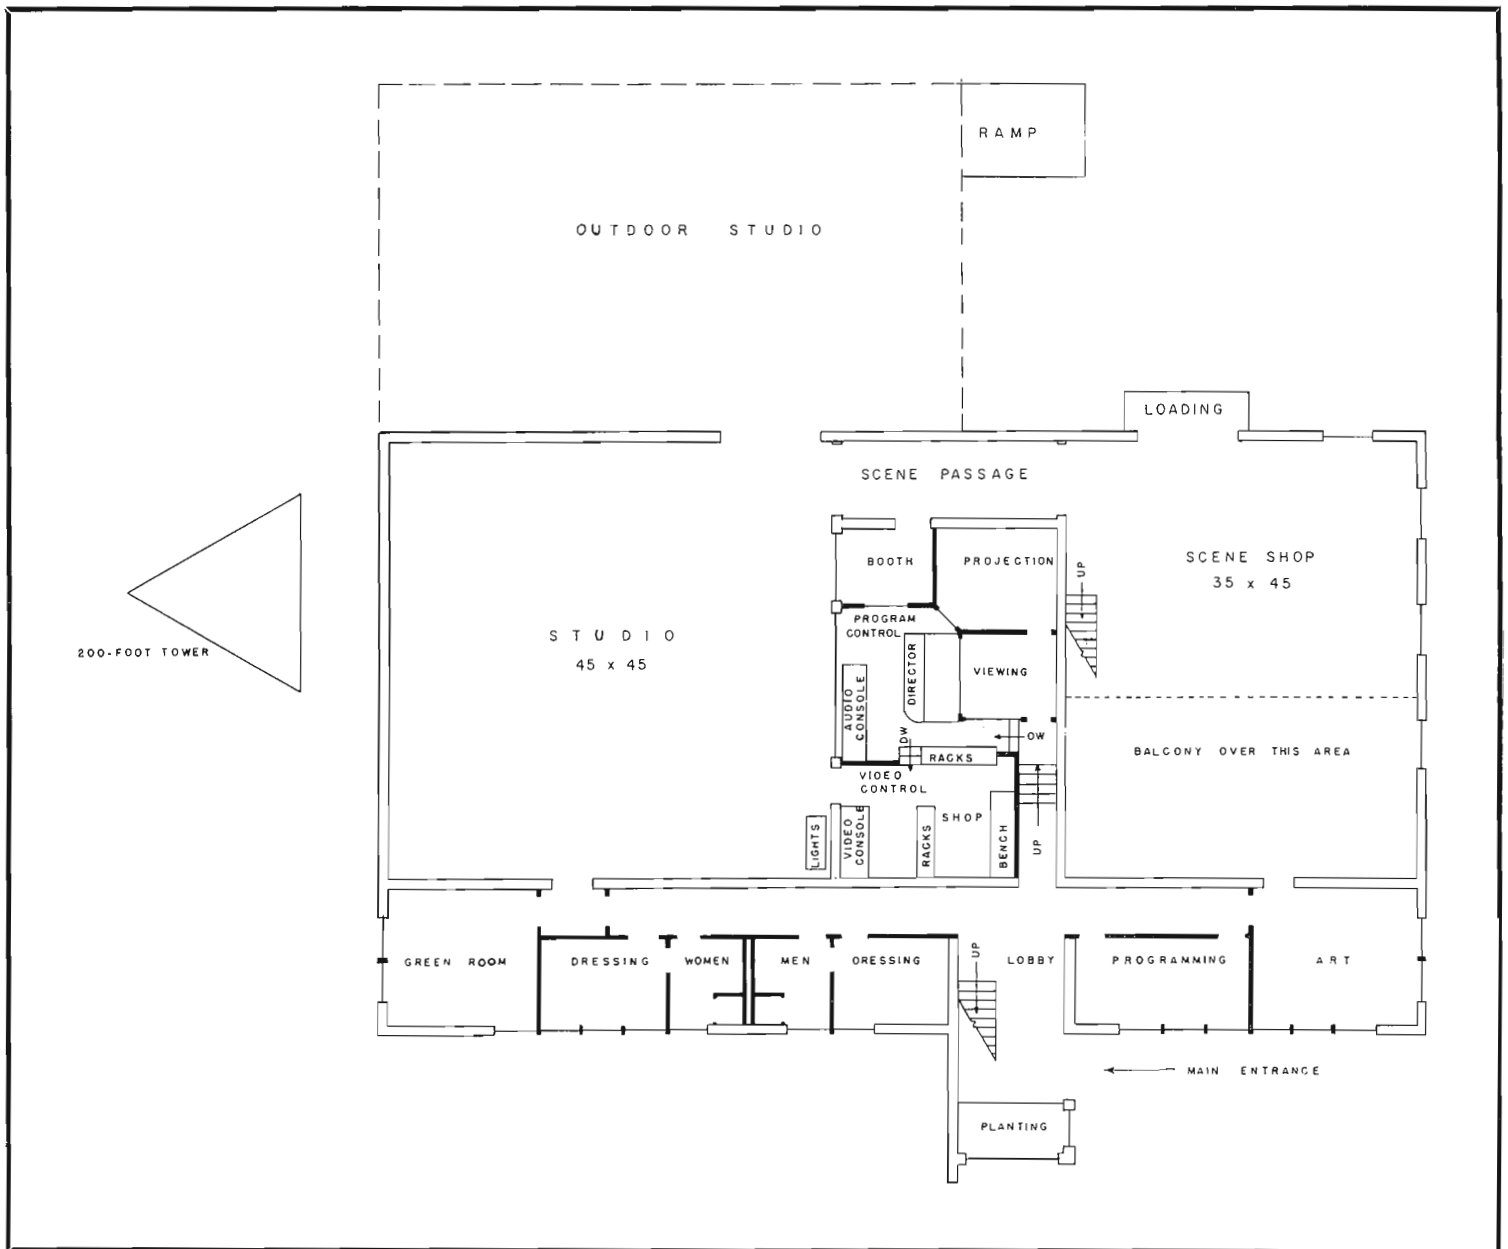 RAMP
OUTDOOR STUDIO
LOADING
SCENE PASSAGE
BOOTH
PROJECTION
UP
SCENE SHOP
35 x 45
PROGRAM
CONTROL
STUDIO
45 x 45
200-FOOT TOWER
DIRECTOR
VIEWING
AUDIO
CONSOLE
DW
OW
RACKS
BALCONY OVER THIS AREA
VIDEO
CONTROL
LIGHTS
VIDEO
CONSOLE
RACKS
SHOP
BENCH
UP
GREEN ROOM
DRESSING
WOMEN
MEN
ORESSING
UP
LOBBY
PROGRAMMING
ART
MAIN ENTRANCE
PLANTING